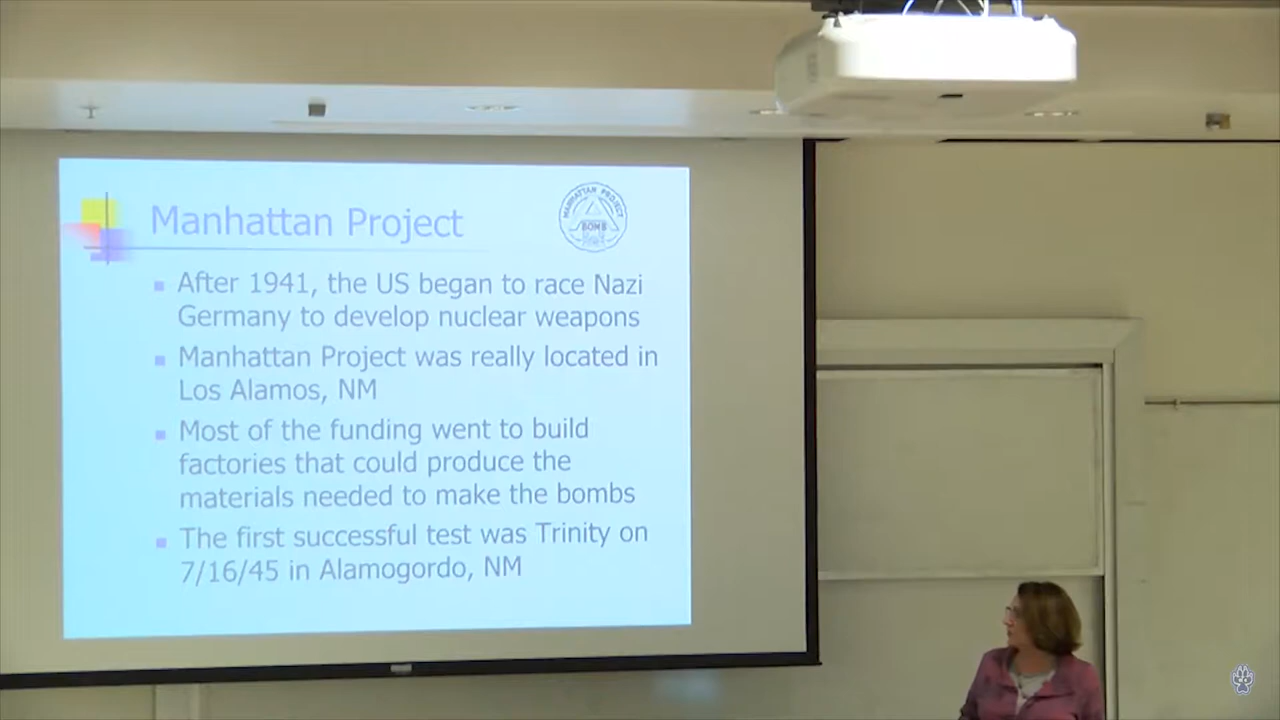 Manhattan Project
MANHATTAN PROJECT
BOMB
After 1941, the US began to race Nazi
Germany to develop nuclear weapons
Manhattan Project was really located in
Los Alamos, NM
Most of the funding went to build
factories that could produce the
materials needed to make the bombs
The first successful test was Trinity on
7/16/45 in Alamogordo, NM